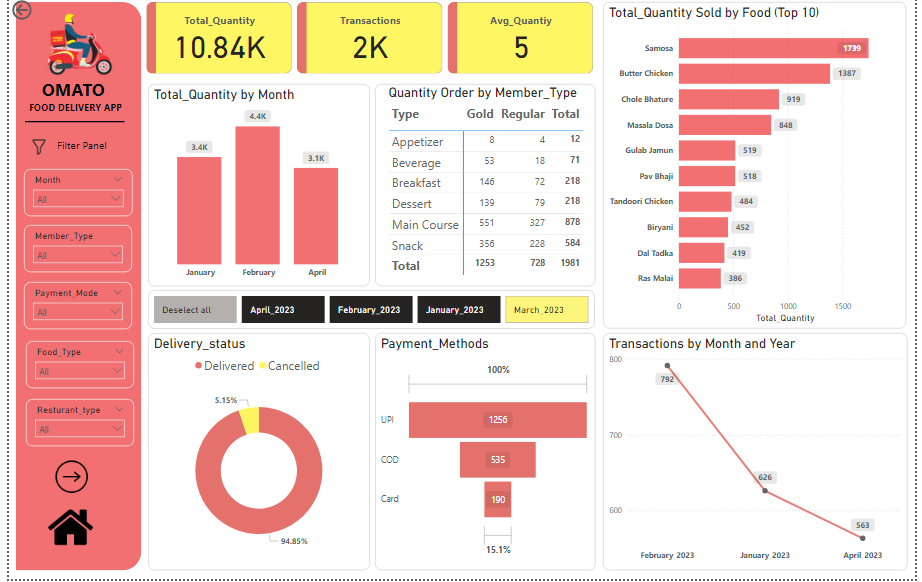 OMATO
FOOD DELIVERY APP
Filter Panel
Month
All
Member_Type
All
Payment_Mode
All
Food_Type
All
Resturant_type
All
Total_Quantity
10.84K
Transactions
2K
Avg_Quantiy
5
Total_Quantity by Month
3.4K
4.4K
3.1K
January
February
April
Quantity Order by Member_Type
Type Gold Regular Total
Appetizer 8 4 12
Beverage 53 18 71
Breakfast 146 72 218
Dessert 139 79 218
Main Course 551 327 878
Snack 356 228 584
Total 1253 728 1981
Total_Quantity Sold by Food (Top 10)
Samosa 1739
Butter Chicken 1387
Chole Bhature 919
Masala Dosa 848
Gulab Jamun 519
Pav Bhaji 518
Tandoori Chicken 484
Biryani 452
Dal Tadka 419
Ras Malai 386
0 500 1000 1500
Total_Quantity
Deselect all
April_2023
February_2023
January_2023
March_2023
Delivery_status
Delivered Cancelled
5.15%
94.85%
Payment_Methods
100%
UPI 1256
COD 535
Card 190
15.1%
Transactions by Month and Year
800
700
600
792
626
563
February 2023
January 2023
April 2023